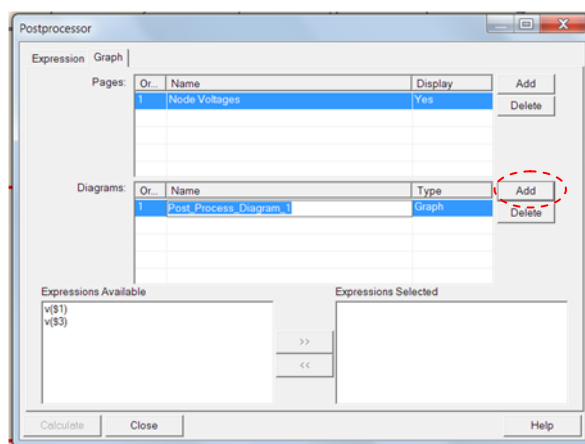 Postprocessor
Expression Graph
Pages: Or... Name Display Add
1 Node Voltages Yes Delete
Diagrams: Or... Name Type Add
1 Post_Process_Diagram_1 Graph Delete
Expressions Available Expressions Selected
v($1)
v($3)
>>
<<
Calculate Close Help